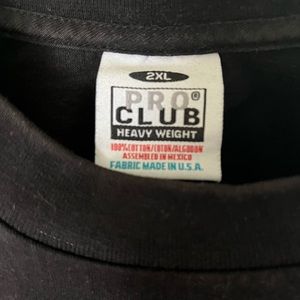 2XL
PRO®
CLUB
HEAVY WEIGHT
100%COTTON/COTON/ALGODON
ASSEMBLED IN MEXICO
FABRIC MADE IN U.S.A.